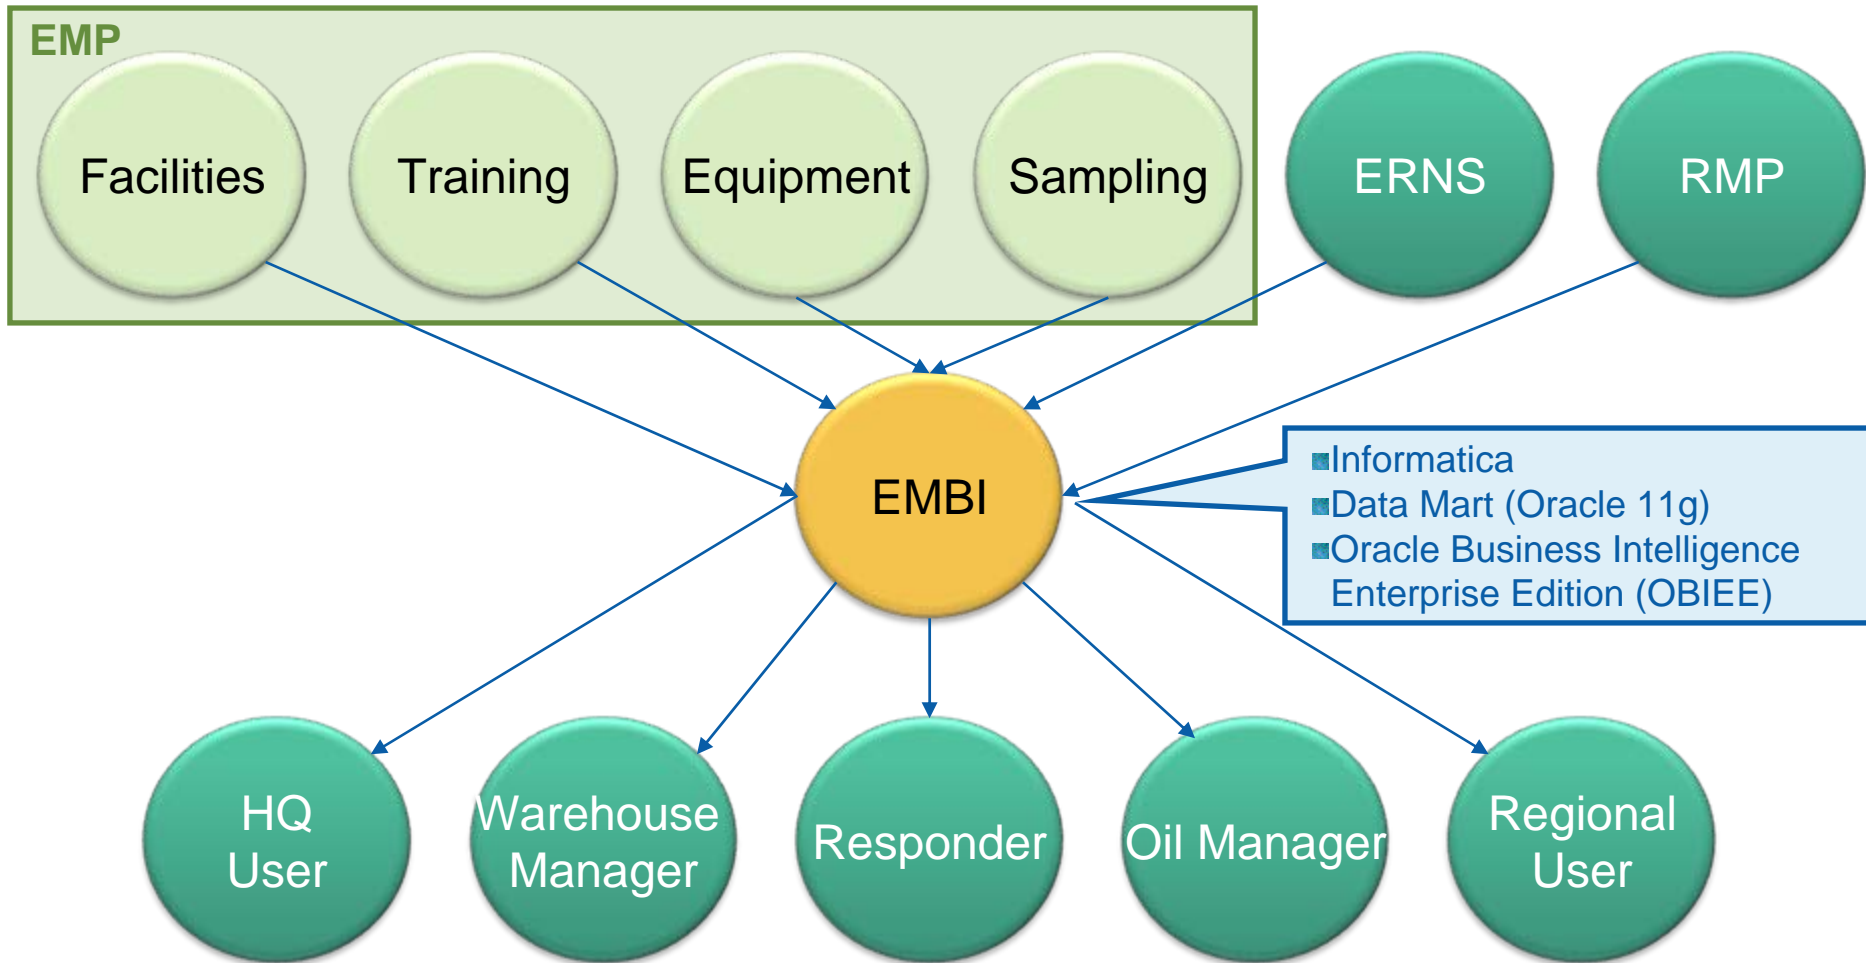 EMP
Facilities
Training
Equipment
Sampling
ERNS
RMP
EMBI
Informatica
Data Mart (Oracle 11g)
Oracle Business Intelligence
Enterprise Edition (OBIEE)
HQ
User
Warehouse
Manager
Responder
Oil Manager
Regional
User